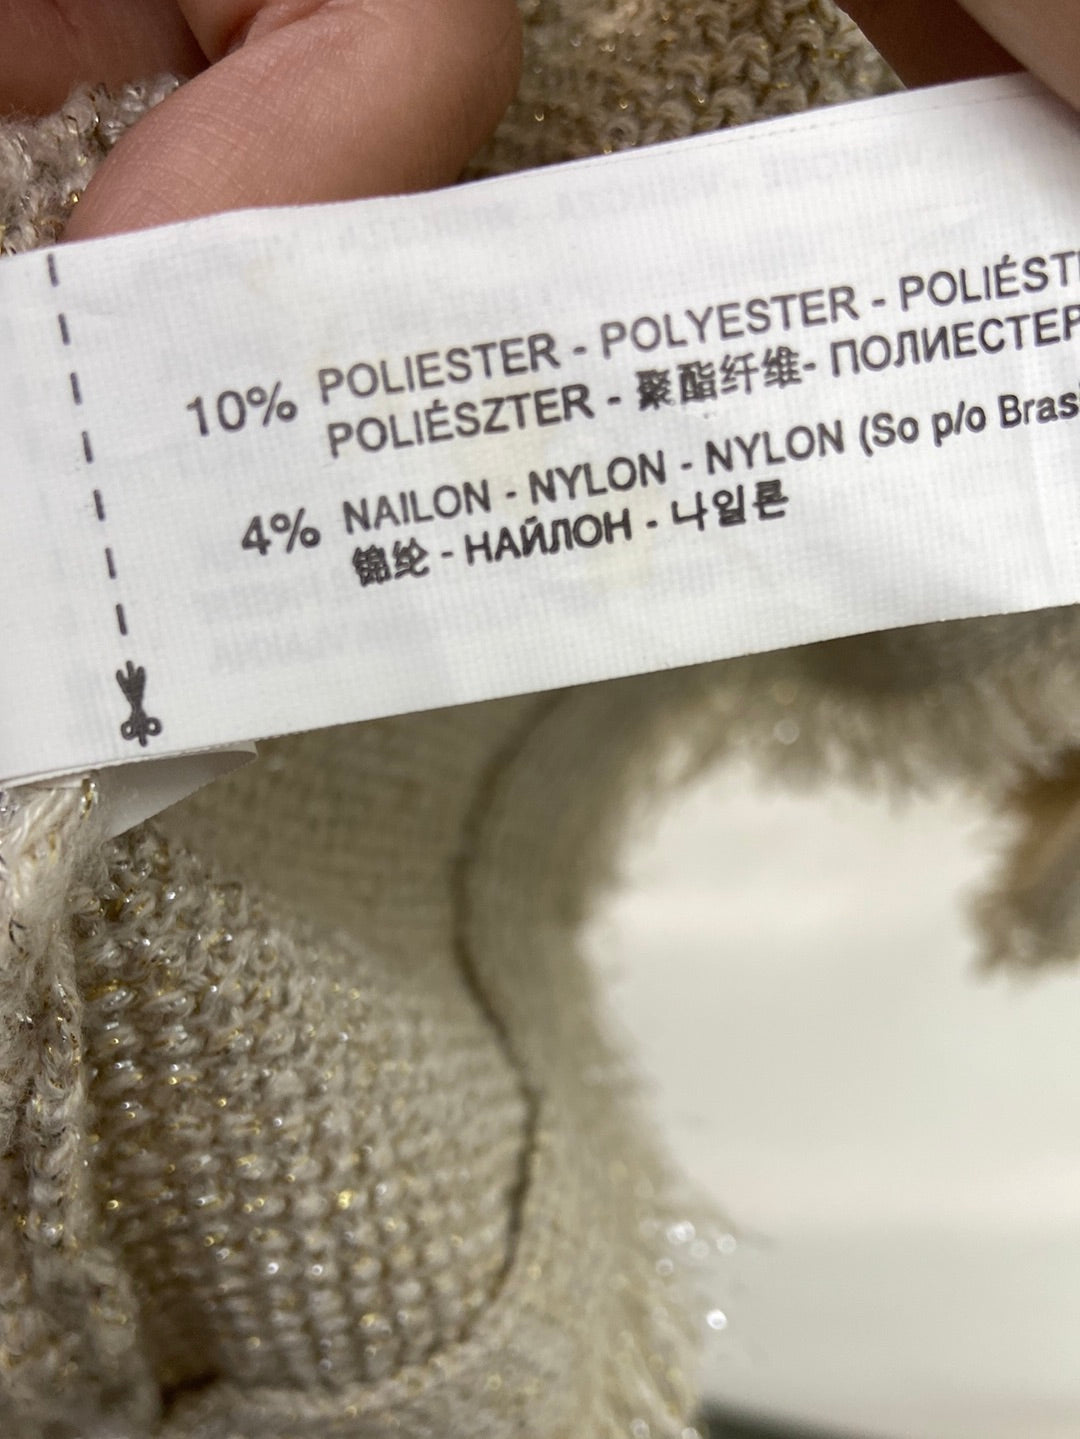 10% POLIESTER - POLYESTER - POLIÉST
POLIÉSZTER - 聚酯纤维- ПОЛИЕСТЕР
4% NAILON - NYLON - NYLON (So p/o Bras
锦纶 - НАЙЛОН - 나일론